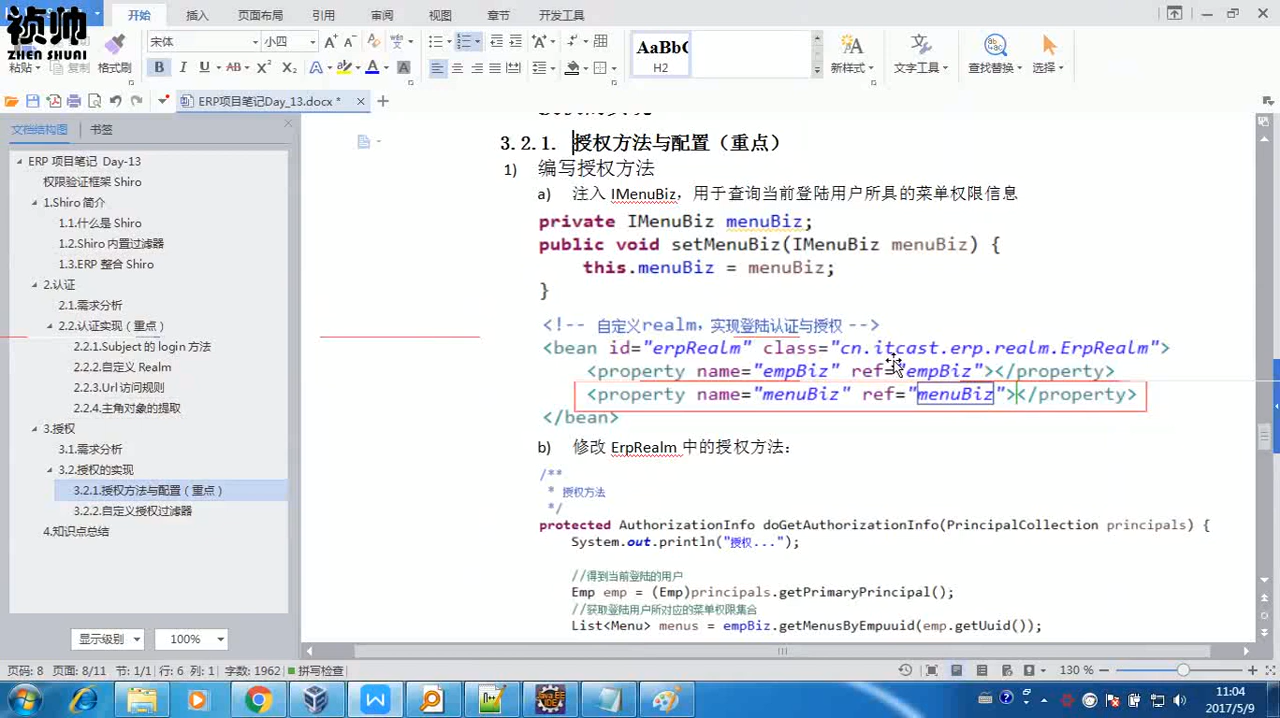 祯帅
ZHEN SHUAI
开始
插入
页面布局
引用
审阅
视图
章节
开发工具
粘贴
复制
格式刷
宋体
小四
B I U AB X² X₂ A A A
AaBbC
H2
新样式
文字工具
查找替换
选择
ERP项目笔记Day_13.docx *
文档结构图
书签
ERP 项目笔记 Day-13
权限验证框架 Shiro
1.Shiro 简介
1.1.什么是 Shiro
1.2.Shiro 内置过滤器
1.3.ERP 整合 Shiro
2.认证
2.1.需求分析
2.2.认证实现（重点）
2.2.1.Subject 的 login 方法
2.2.2.自定义 Realm
2.2.3.Url 访问规则
2.2.4.主角对象的提取
3.授权
3.1.需求分析
3.2.授权的实现
3.2.1.授权方法与配置（重点）
3.2.2.自定义授权过滤器
4.知识点总结
显示级别
100%
3.2.1. 授权方法与配置（重点）
1) 编写授权方法
a) 注入 IMenuBiz，用于查询当前登陆用户所具的菜单权限信息
private IMenuBiz menuBiz;
public void setMenuBiz(IMenuBiz menuBiz) {
this.menuBiz = menuBiz;
}
<!-- 自定义realm，实现登陆认证与授权 -->
<bean id="erpRealm" class="cn.itcast.erp.realm.ErpRealm">
<property name="empBiz" ref="empBiz"></property>
<property name="menuBiz" ref="menuBiz"></property>
</bean>
b) 修改 ErpRealm 中的授权方法：
/**
* 授权方法
*/
protected AuthorizationInfo doGetAuthorizationInfo(PrincipalCollection principals) {
System.out.println("授权...");
//得到当前登陆的用户
Emp emp = (Emp)principals.getPrimaryPrincipal();
//获取登陆用户所对应的菜单权限集合
List<Menu> menus = empBiz.getMenusByEmpuuid(emp.getUuid());
页码: 8 页面: 8/11 节: 1/1 行: 6 列: 1 字数: 1962 拼写检查
130 %
11:04
2017/5/9